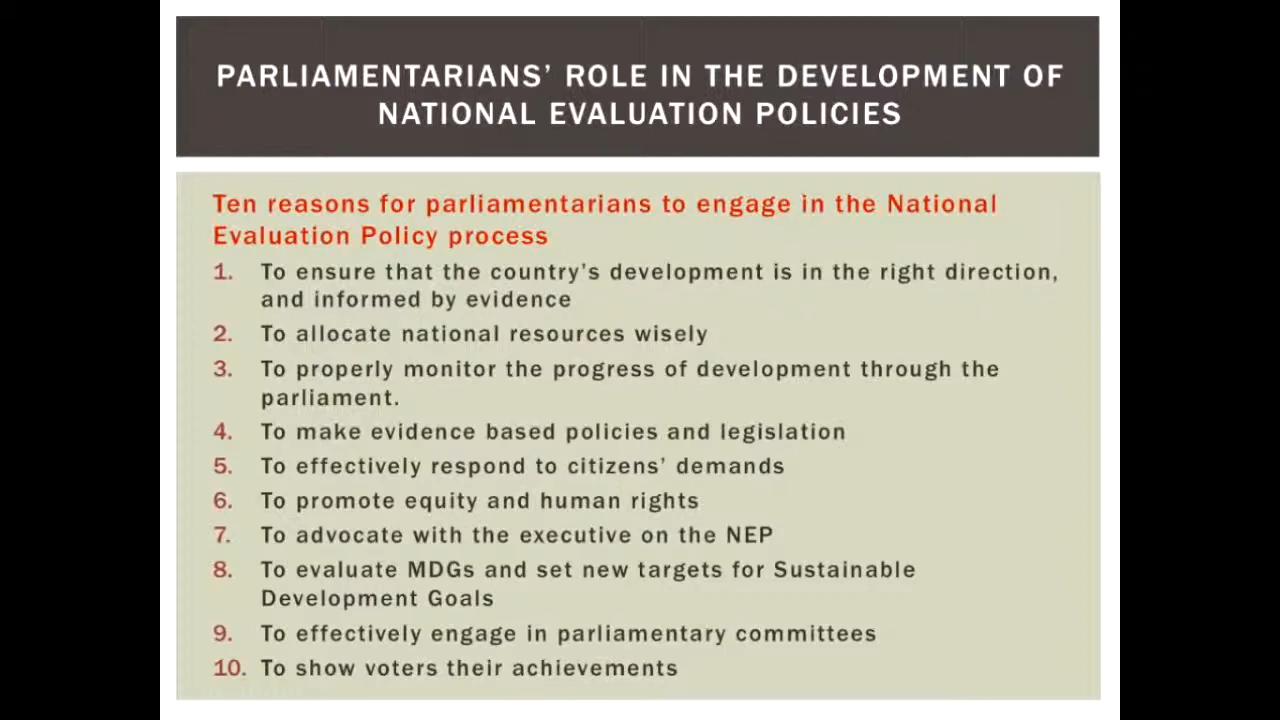 PARLIAMENTARIANS’ ROLE IN THE DEVELOPMENT OF
NATIONAL EVALUATION POLICIES
Ten reasons for parliamentarians to engage in the National
Evaluation Policy process
1. To ensure that the country’s development is in the right direction,
and informed by evidence
2. To allocate national resources wisely
3. To properly monitor the progress of development through the
parliament.
4. To make evidence based policies and legislation
5. To effectively respond to citizens’ demands
6. To promote equity and human rights
7. To advocate with the executive on the NEP
8. To evaluate MDGs and set new targets for Sustainable
Development Goals
9. To effectively engage in parliamentary committees
10. To show voters their achievements